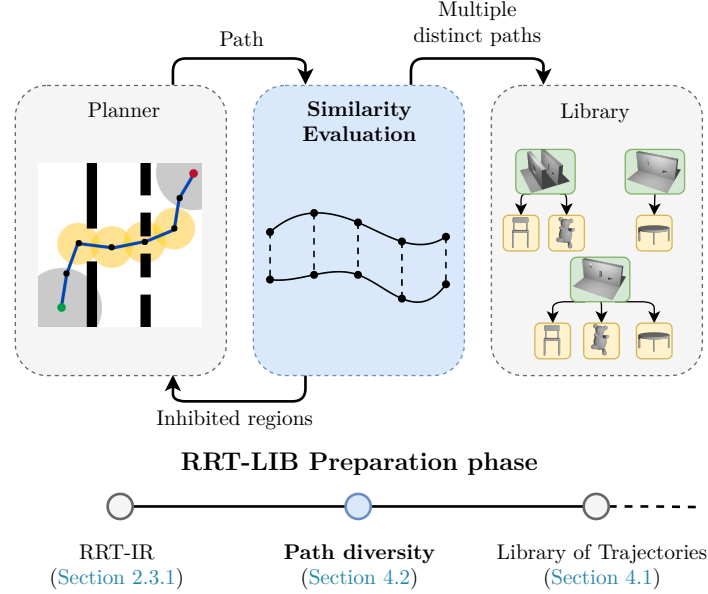 Multiple
distinct paths
Path
Planner
Similarity
Evaluation
Library
Inhibited regions
RRT-LIB Preparation phase
RRT-IR
(Section 2.3.1)
Path diversity
(Section 4.2)
Library of Trajectories
(Section 4.1)